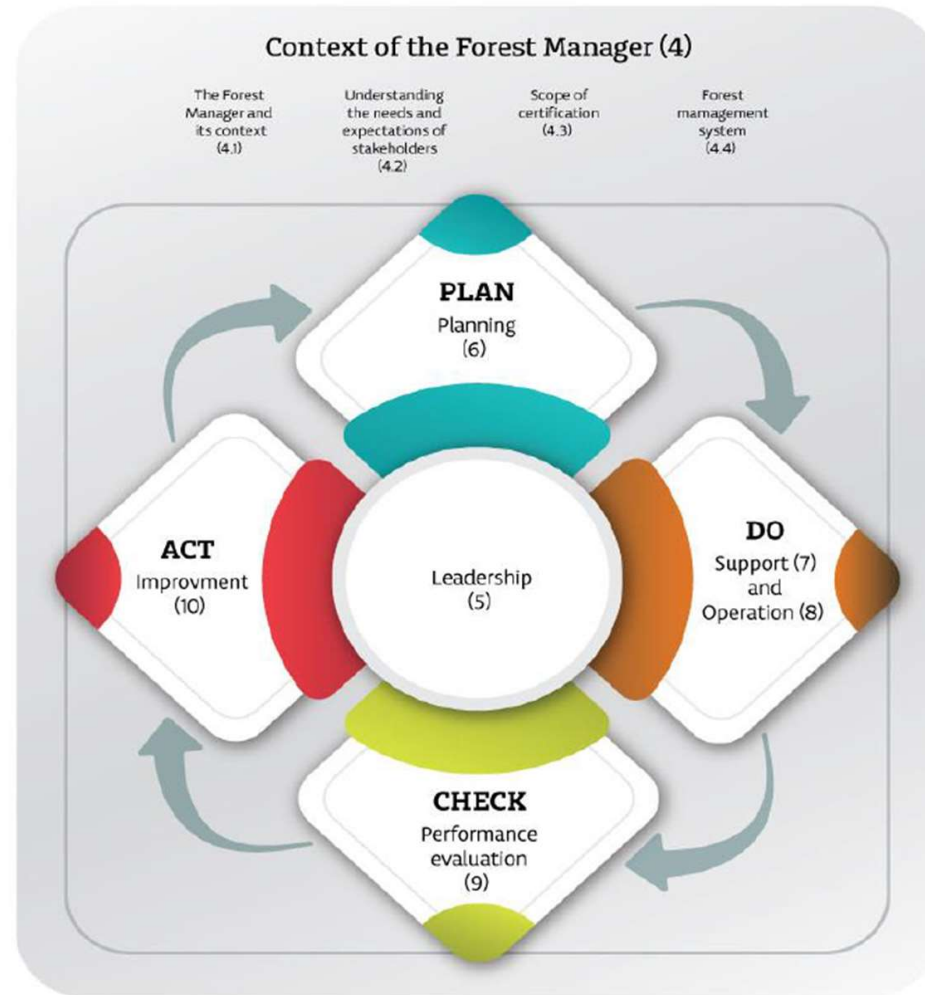 Context of the Forest Manager (4)
The Forest
Manager and
its context
(4.1)
Understanding
the needs and
expectations of
stakeholders
(4.2)
Scope of
certification
(4.3)
Forest
mamagement
system
(4.4)
PLAN
Planning
(6)
DO
Support (7)
and
Operation (8)
Leadership
(5)
ACT
Improvment
(10)
CHECK
Performance
evaluation
(9)